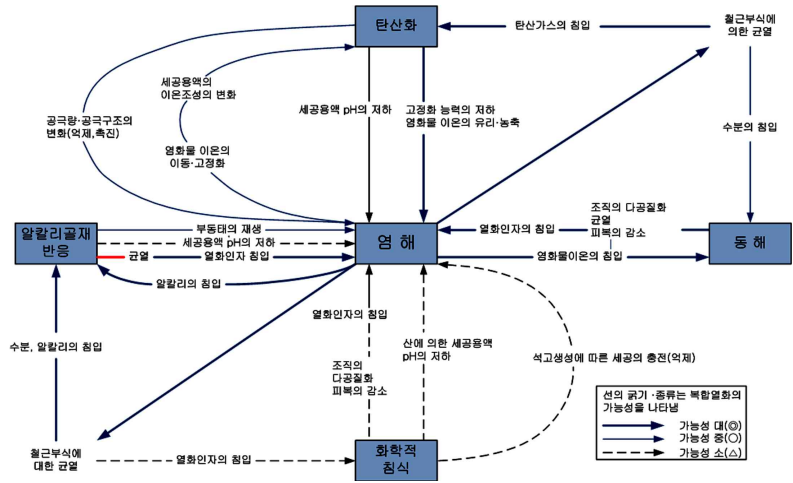 탄산화
탄산가스의 침입
철근부식에
의한 균열
세공용액의
이온조성의 변화
공극량·공극구조의
변화(억제,촉진)
세공용액 pH의 저하
고정화 능력의 저하
염화물 이온의 유리·농축
염화물 이온의
이동·고정화
수분의 침입
알칼리골재
반응
부동태의 재생
세공용액 pH의 저하
균열
열화인자 침입
알칼리의 침입
염 해
열화인자의 침입
조직의 다공질화
균열
피복의 감소
염화물이온의 침입
동 해
수분, 알칼리의 침입
열화인자의 침입
조직의
다공질화
피복의 감소
산에 의한 세공용액
pH의 저하
석고생성에 따른 세공의 충전(억제)
철근부식에
대한 균열
열화인자의 침입
화학적
침식
선의 굵기 ·종류는 복합열화의
가능성을 나타냄
가능성 대(◎)
가능성 중(○)
가능성 소(△)